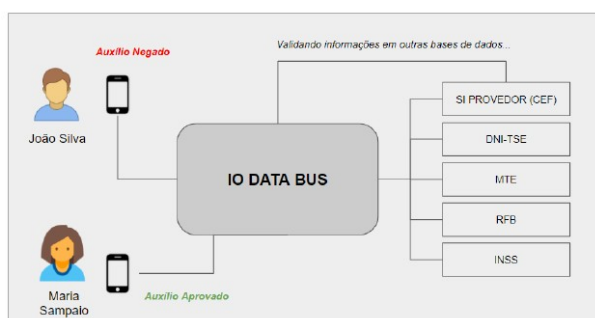 Auxílio Negado
Validando informações em outras bases de dados...
João Silva
SI PROVEDOR (CEF)
DNI-TSE
IO DATA BUS
MTE
RFB
INSS
Maria
Sampaio
Auxílio Aprovado